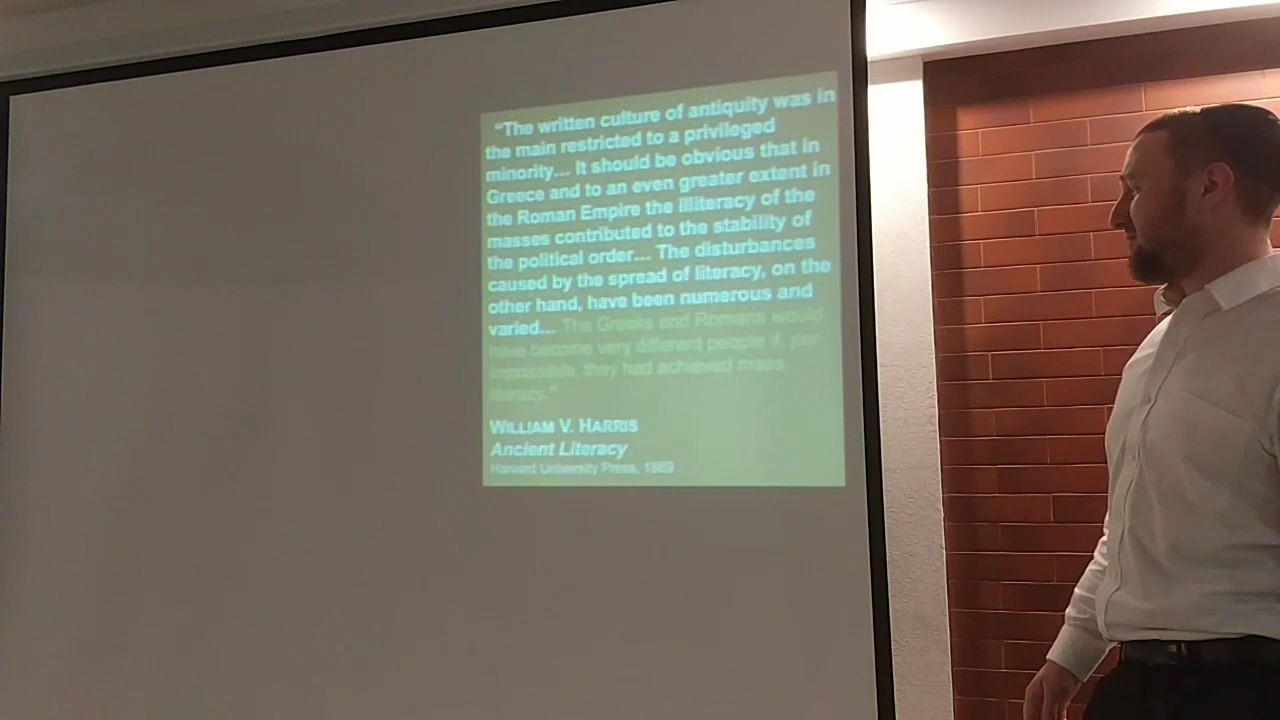 “The written culture of antiquity was in
the main restricted to a privileged
minority... It should be obvious that in
Greece and to an even greater extent in
the Roman Empire the illiteracy of the
masses contributed to the stability of
the political order... The disturbances
caused by the spread of literacy, on the
other hand, have been numerous and
varied... The Greeks and Romans would
have become very different people if, per
impossibile, they had achieved mass
literacy.”
WILLIAM V. HARRIS
Ancient Literacy
Harvard University Press, 1989